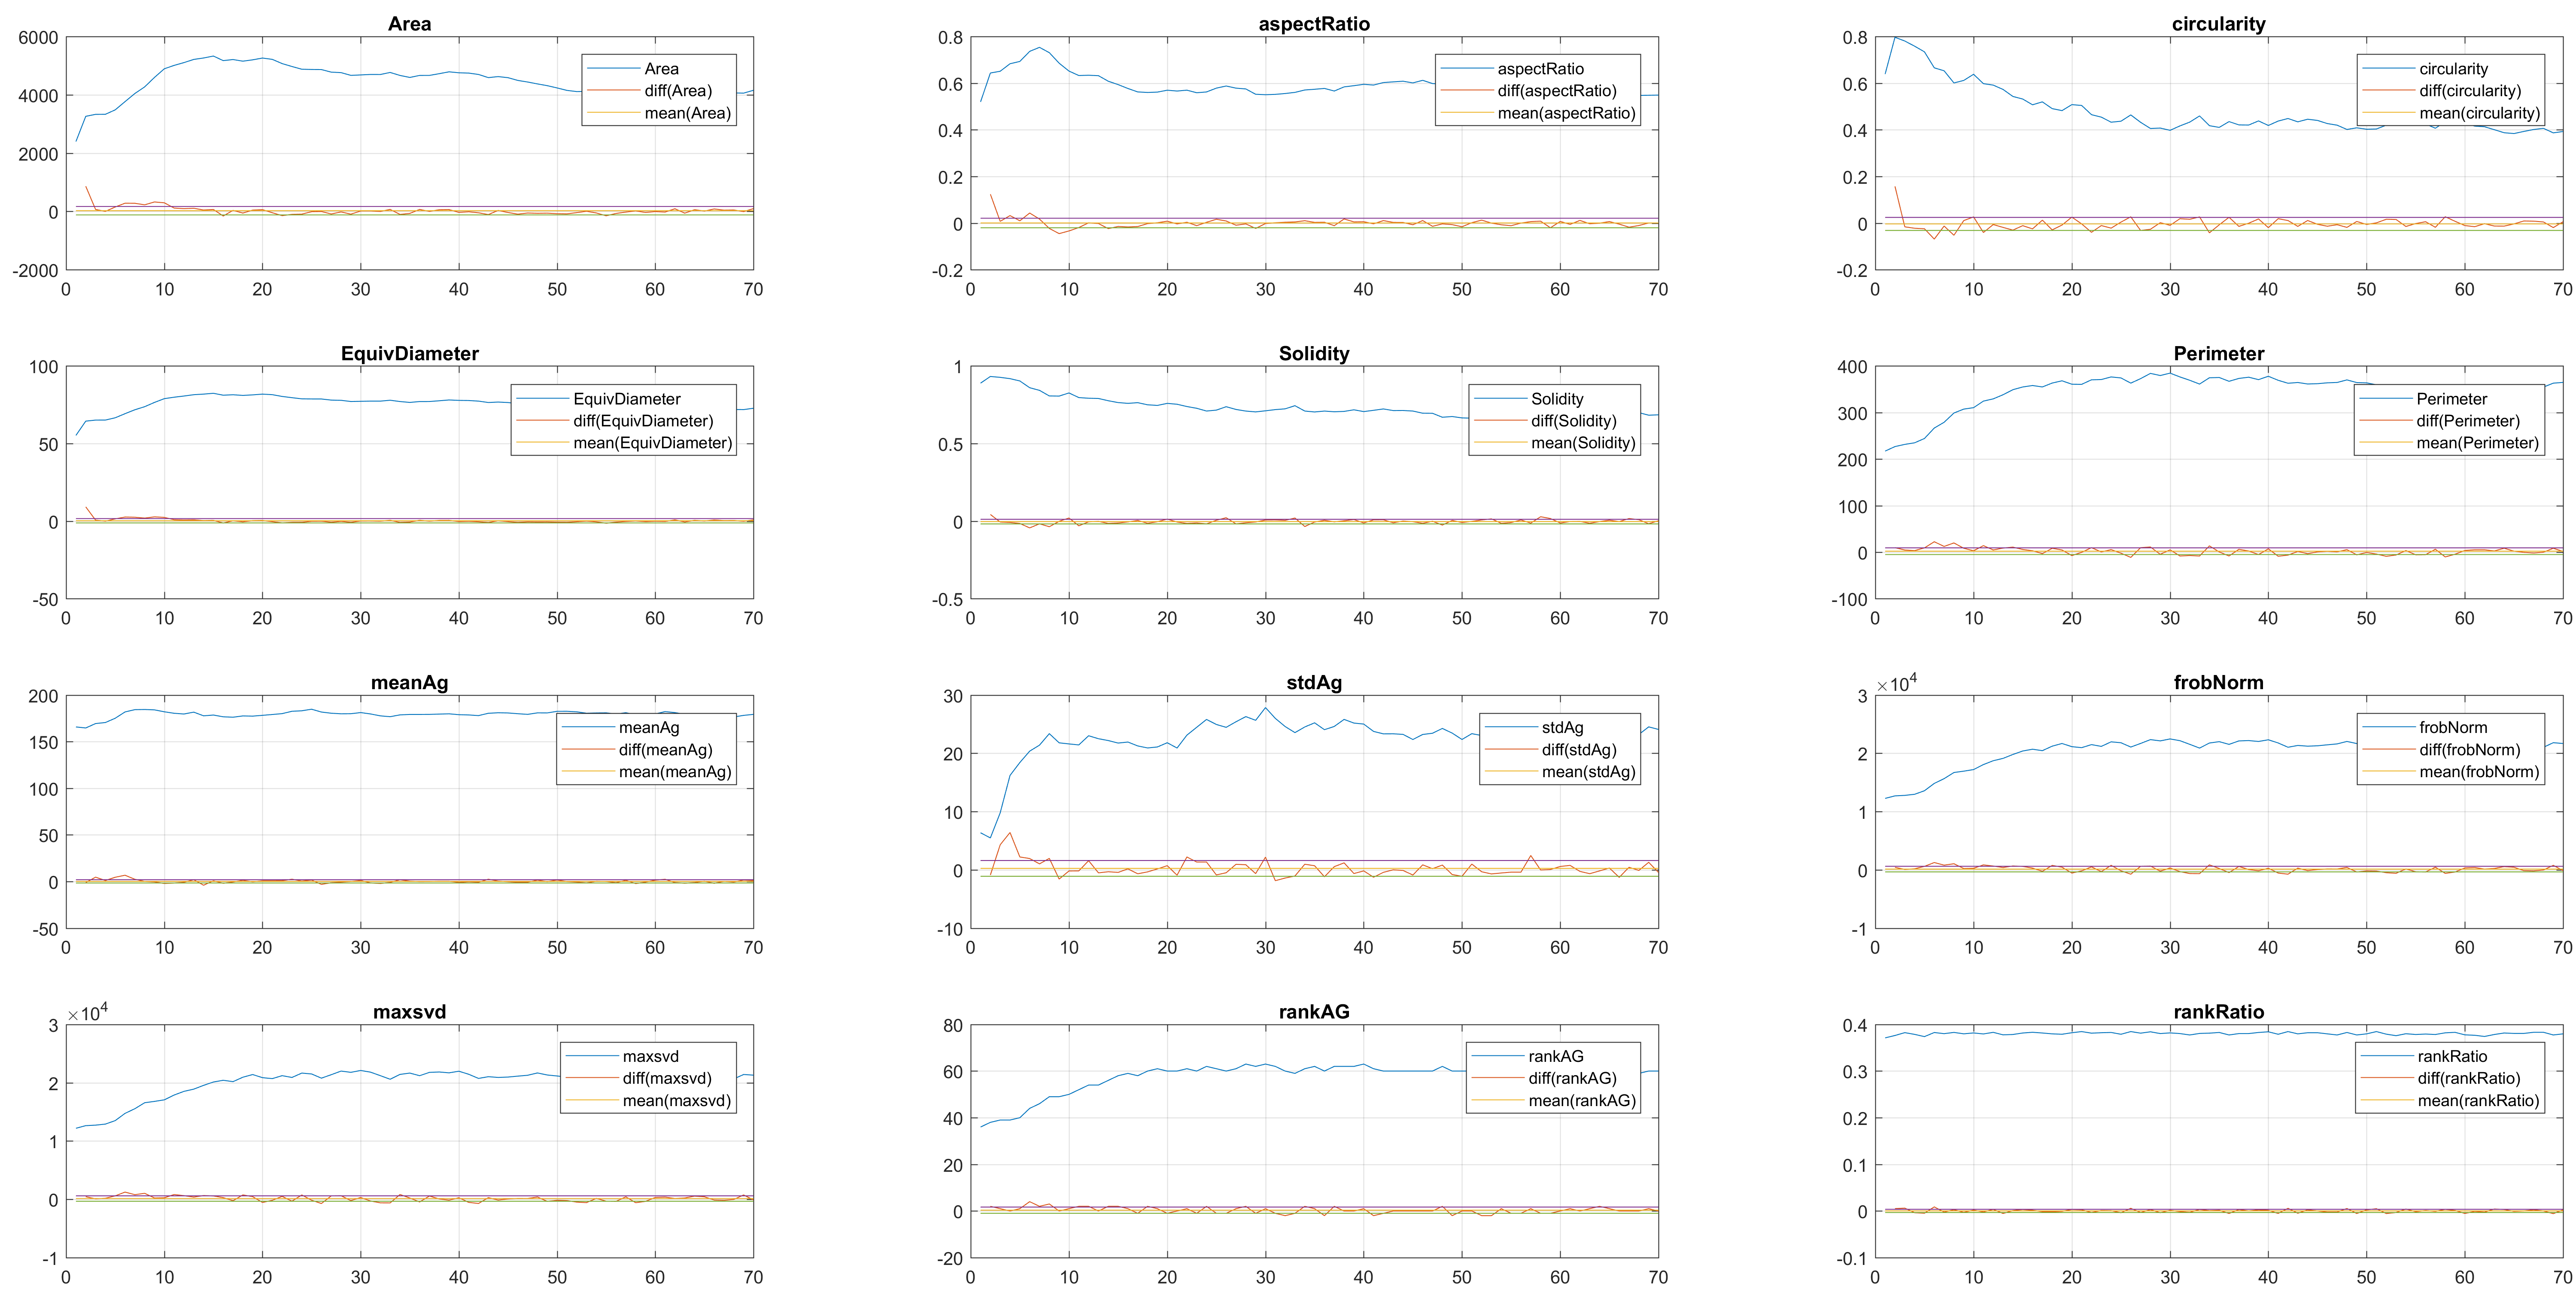 Area
6000
4000
2000
0
-2000
0 10 20 30 40 50 60 70
Area
diff(Area)
mean(Area)
aspectRatio
0.8
0.6
0.4
0.2
0
-0.2
0 10 20 30 40 50 60 70
aspectRatio
diff(aspectRatio)
mean(aspectRatio)
circularity
0.8
0.6
0.4
0.2
0
-0.2
0 10 20 30 40 50 60 70
circularity
diff(circularity)
mean(circularity)
EquivDiameter
100
50
0
-50
0 10 20 30 40 50 60 70
EquivDiameter
diff(EquivDiameter)
mean(EquivDiameter)
Solidity
1
0.5
0
-0.5
0 10 20 30 40 50 60 70
Solidity
diff(Solidity)
mean(Solidity)
Perimeter
400
300
200
100
0
-100
0 10 20 30 40 50 60 70
Perimeter
diff(Perimeter)
mean(Perimeter)
meanAg
200
150
100
50
0
-50
0 10 20 30 40 50 60 70
meanAg
diff(meanAg)
mean(meanAg)
stdAg
30
20
10
0
-10
0 10 20 30 40 50 60 70
stdAg
diff(stdAg)
mean(stdAg)
frobNorm
×10⁴
3
2
1
0
-1
0 10 20 30 40 50 60 70
frobNorm
diff(frobNorm)
mean(frobNorm)
maxsvd
×10⁴
3
2
1
0
-1
0 10 20 30 40 50 60 70
maxsvd
diff(maxsvd)
mean(maxsvd)
rankAG
80
60
40
20
0
-20
0 10 20 30 40 50 60 70
rankAG
diff(rankAG)
mean(rankAG)
rankRatio
0.4
0.3
0.2
0.1
0
-0.1
0 10 20 30 40 50 60 70
rankRatio
diff(rankRatio)
mean(rankRatio)